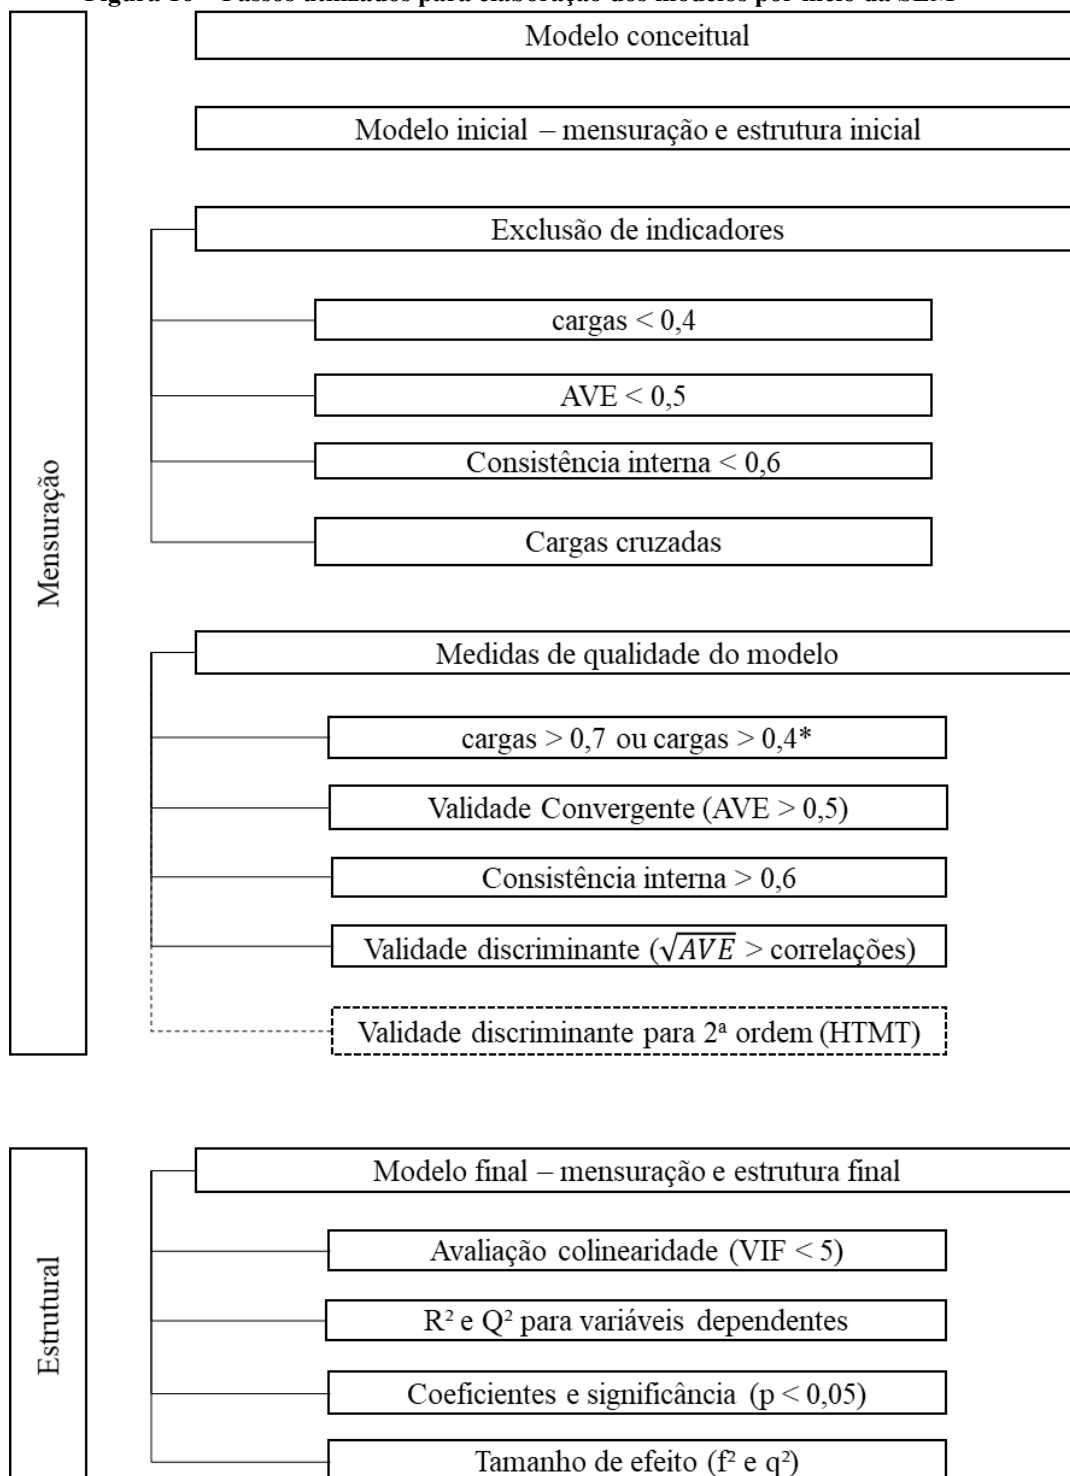 Modelo conceitual
Modelo inicial – mensuração e estrutura inicial
Exclusão de indicadores
cargas < 0,4
AVE < 0,5
Consistência interna < 0,6
Cargas cruzadas
Mensuração
Medidas de qualidade do modelo
cargas > 0,7 ou cargas > 0,4*
Validade Convergente (AVE > 0,5)
Consistência interna > 0,6
Validade discriminante (√AVE > correlações)
Validade discriminante para 2ª ordem (HTMT)
Modelo final – mensuração e estrutura final
Avaliação colinearidade (VIF < 5)
Estrutural
R² e Q² para variáveis dependentes
Coeficientes e significância (p < 0,05)
Tamanho de efeito (f² e q²)